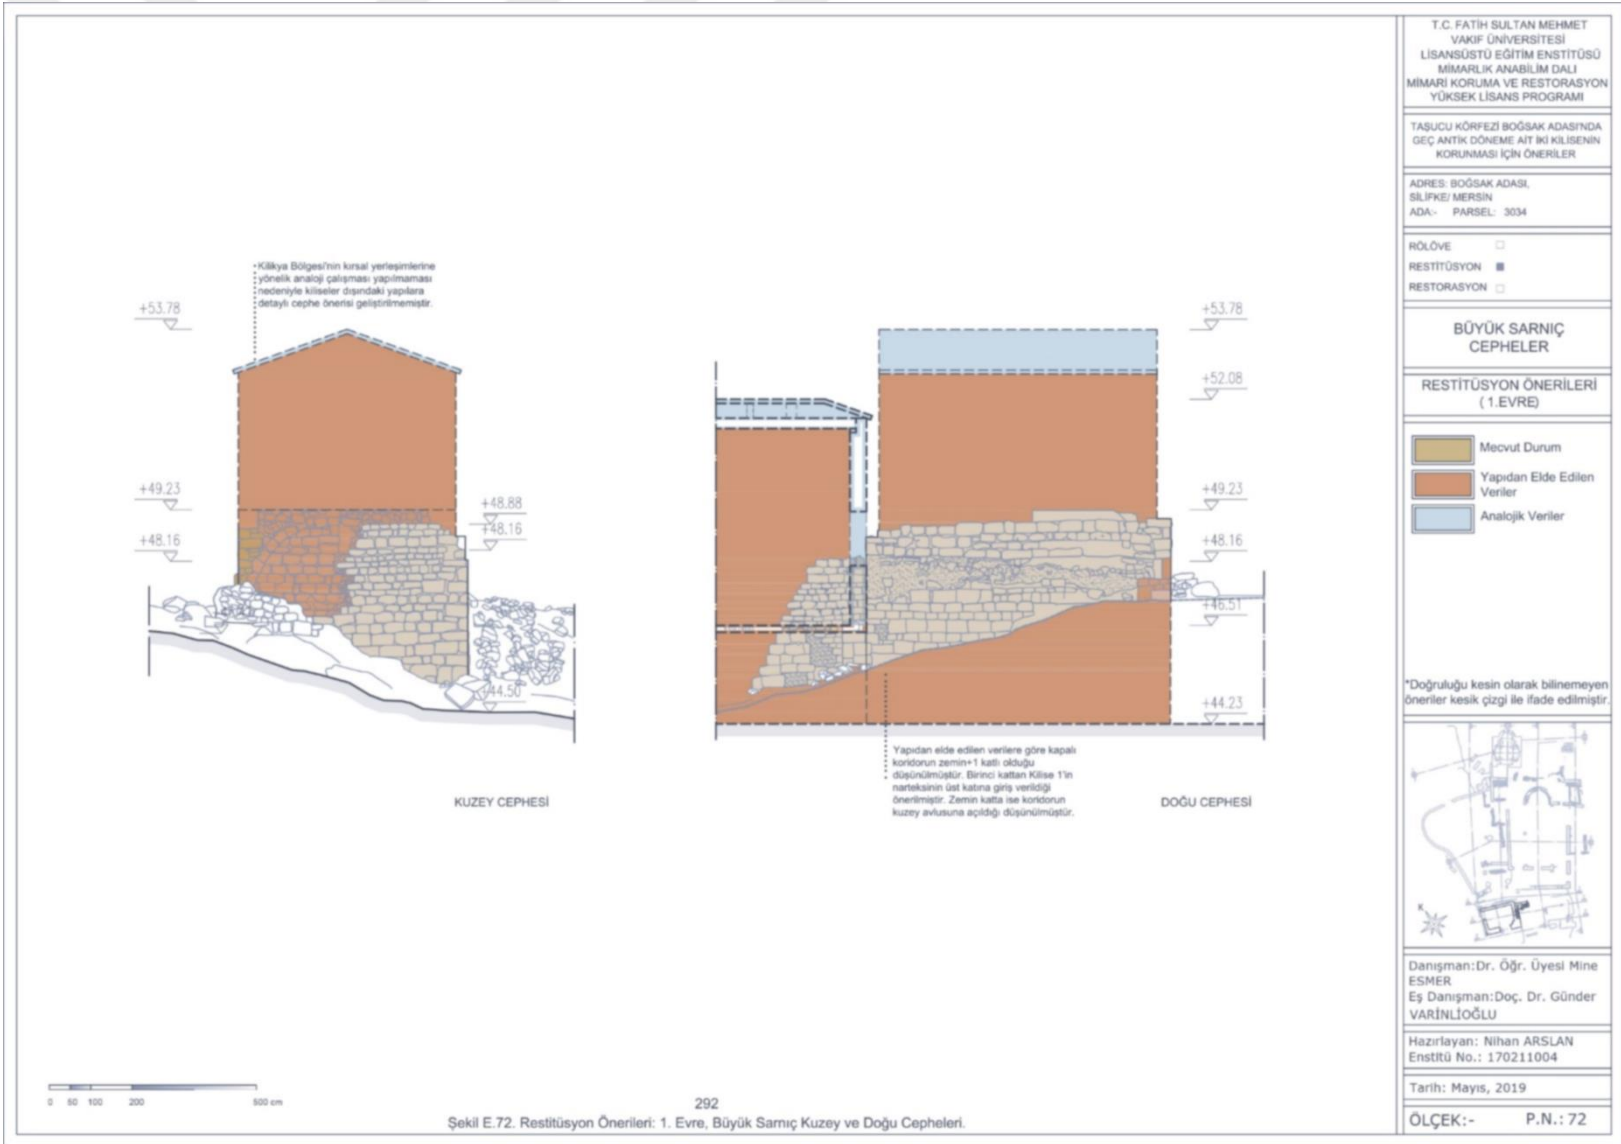 T.C. FATİH SULTAN MEHMET
VAKIF ÜNİVERSİTESİ
LİSANSÜSTÜ EĞİTİM ENSTİTÜSÜ
MİMARLIK ANABİLİM DALI
MİMARİ KORUMA VE RESTORASYON
YÜKSEK LİSANS PROGRAMI
TAŞUCU KÖRFEZİ BOĞSAK ADASI'NDA
GEÇ ANTİK DÖNEME AİT İKİ KİLİSENİN
KORUNMASI İÇİN ÖNERİLER
ADRES: BOĞSAK ADASI,
SİLİFKE/ MERSİN
ADA:- PARSEL: 3034
RÖLÖVE
RESTİTÜSYON
RESTORASYON
BÜYÜK SARNIÇ
CEPHELER
RESTİTÜSYON ÖNERİLERİ
( 1.EVRE)
Mecvut Durum
Yapıdan Elde Edilen
Veriler
Analojik Veriler
*Doğruluğu kesin olarak bilinemeyen
öneriler kesik çizgi ile ifade edilmiştir.
K
Danışman:Dr. Öğr. Üyesi Mine
ESMER
Eş Danışman:Doç. Dr. Günder
VARİNLİOĞLU
Hazırlayan: Nihan ARSLAN
Enstitü No.: 170211004
Tarih: Mayıs, 2019
ÖLÇEK:- P.N.: 72
Kilikya Bölgesi'nin kırsal yerleşimlerine
yönelik analoji çalışması yapılmaması
nedeniyle kiliseler dışındaki yapılara
detaylı cephe önerisi geliştirilmemiştir.
+53.78
+49.23
+48.16
+48.88
+48.16
+44.50
KUZEY CEPHESİ
+53.78
+52.08
+49.23
+48.16
+46.51
+44.23
Yapıdan elde edilen verilere göre kapalı
koridorun zemin+1 katlı olduğu
düşünülmüştür. Birinci kattan Kilise 1'in
narteksinin üst katına giriş verildiği
önerilmiştir. Zemin katta ise koridorun
kuzey avlusuna açıldığı düşünülmüştür.
DOĞU CEPHESİ
0 50 100 200 500 cm
292
Şekil E.72. Restitüsyon Önerileri: 1. Evre, Büyük Sarnıç Kuzey ve Doğu Cepheleri.